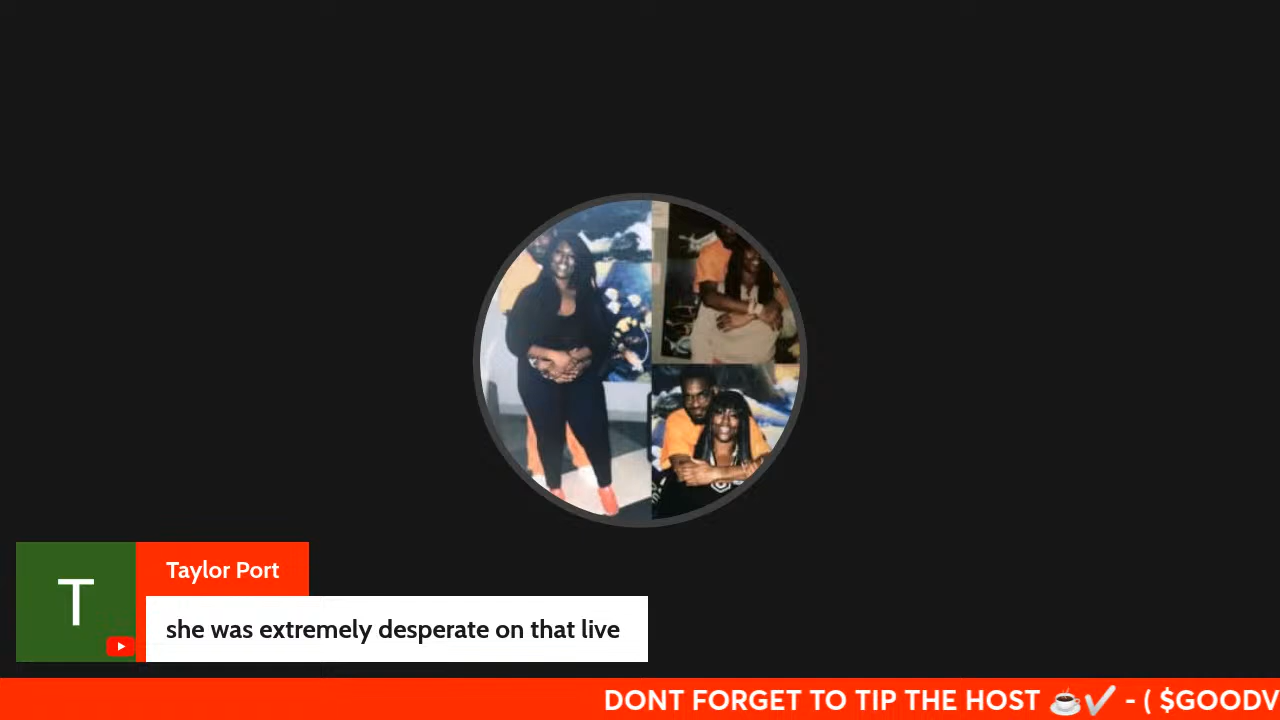 T
Taylor Port
she was extremely desperate on that live
DONT FORGET TO TIP THE HOST ☕✔ - ( $GOODV